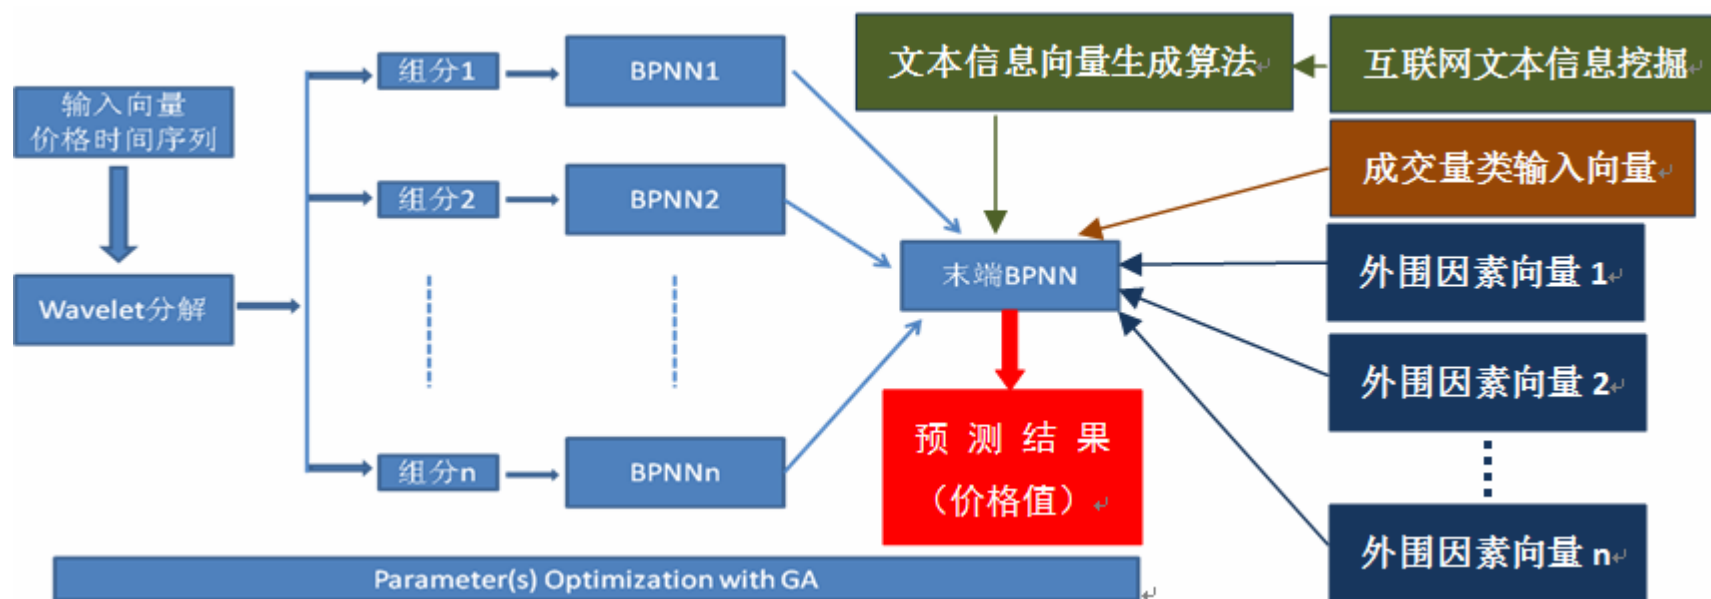 输入向量
价格时间序列
Wavelet分解
组分1
BPNN1
组分2
BPNN2
组分n
BPNNn
文本信息向量生成算法
互联网文本信息挖掘
成交量类输入向量
末端BPNN
外围因素向量 1
外围因素向量 2
外围因素向量 n
预 测 结 果
（价格值）
Parameter(s) Optimization with GA